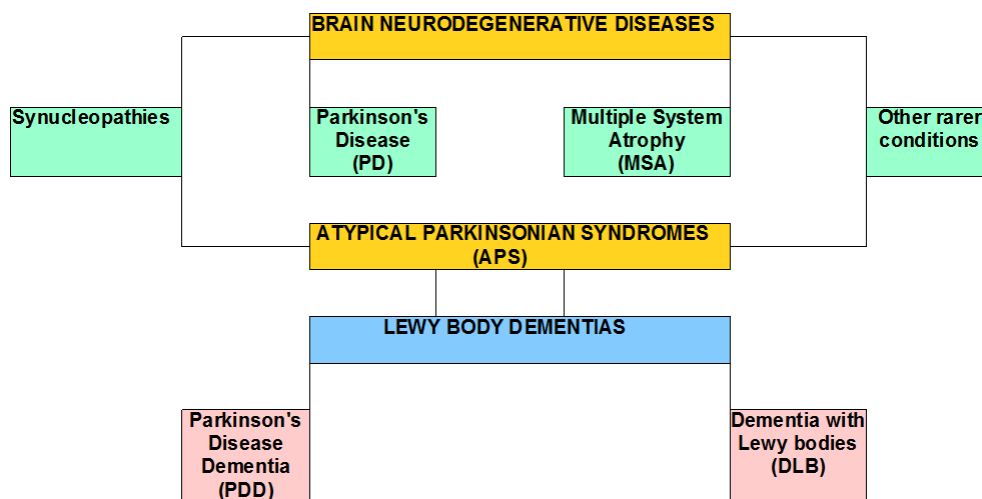 BRAIN NEURODEGENERATIVE DISEASES
Synucleopathies
Parkinson's
Disease
(PD)
Multiple System
Atrophy
(MSA)
Other rarer
conditions
ATYPICAL PARKINSONIAN SYNDROMES
(APS)
LEWY BODY DEMENTIAS
Parkinson's
Disease
Dementia
(PDD)
Dementia with
Lewy bodies
(DLB)